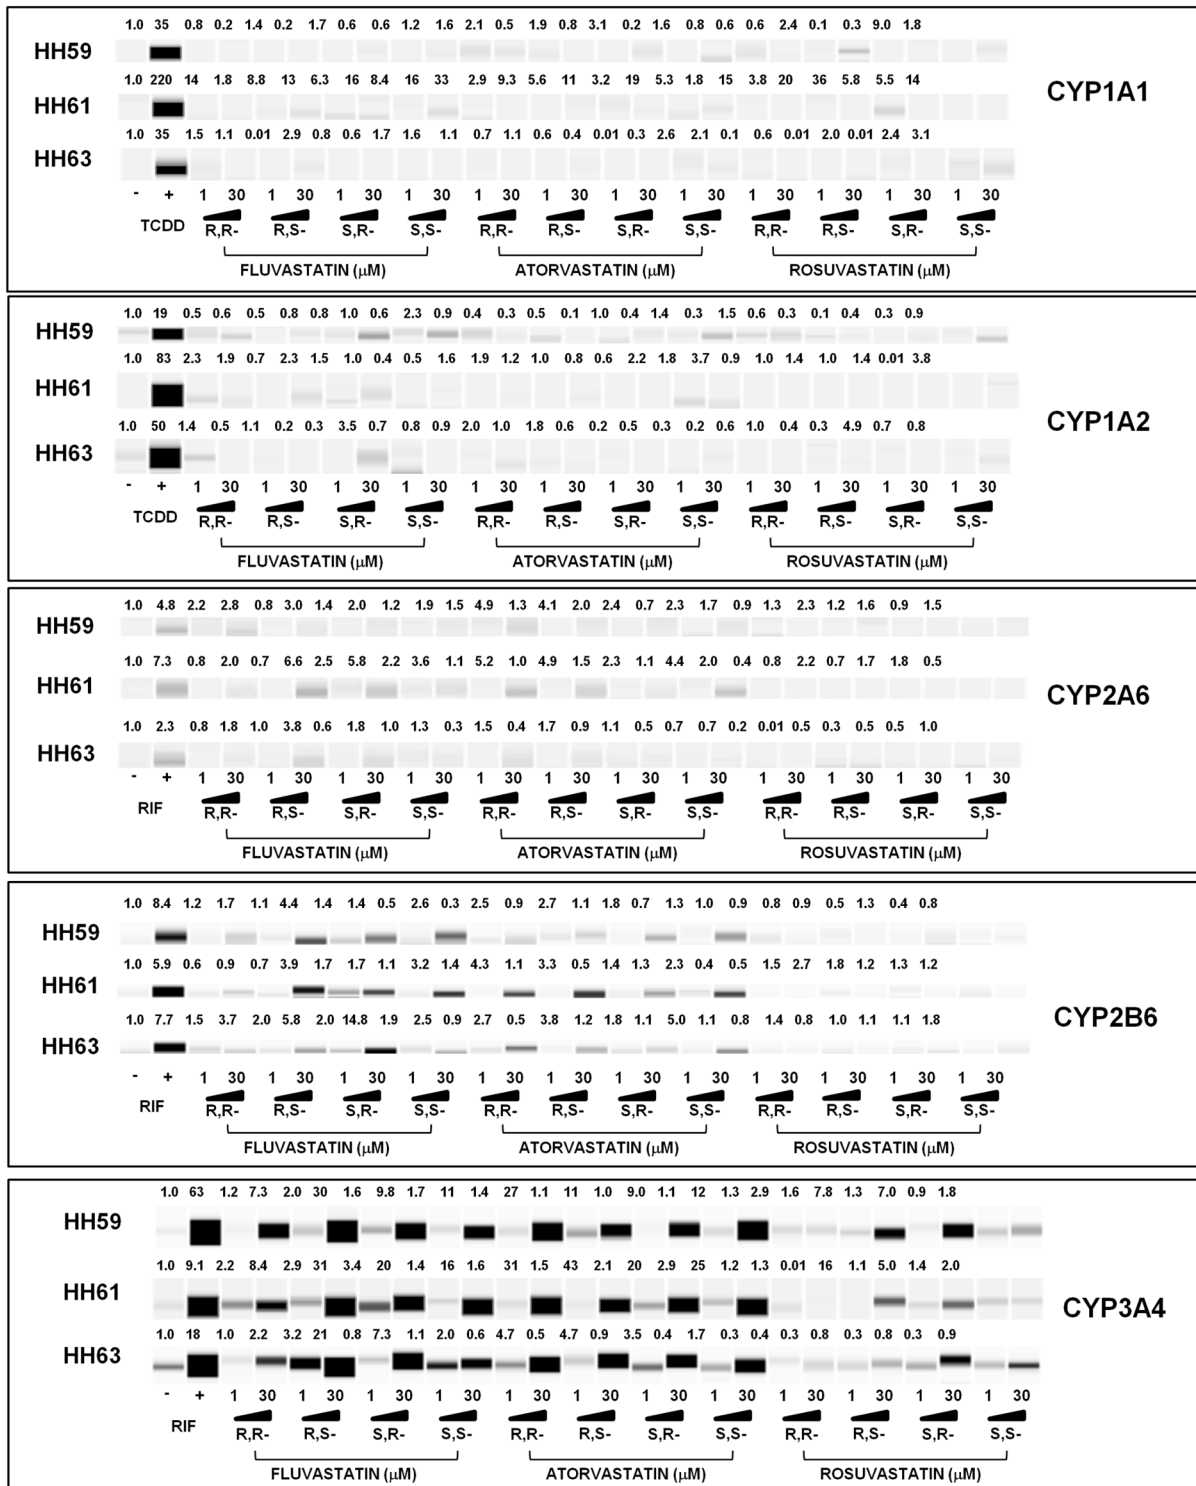 1.0 35 0.8 0.2 1.4 0.2 1.7 0.6 0.6 1.2 1.6 2.1 0.5 1.9 0.8 3.1 0.2 1.6 0.8 0.6 0.6 2.4 0.1 0.3 9.0 1.8
HH59
CYP1A1
1.0 220 14 1.8 8.8 13 6.3 16 8.4 16 33 2.9 9.3 5.6 11 3.2 19 5.3 1.8 15 3.8 20 36 5.8 5.5 14
HH61
1.0 35 1.5 1.1 0.01 2.9 0.8 0.6 1.7 1.6 1.1 0.7 1.1 0.6 0.4 0.01 0.3 2.6 2.1 0.1 0.6 0.01 2.0 0.01 2.4 3.1
HH63
- + 1 30 1 30 1 30 1 30 1 30 1 30 1 30 1 30 1 30 1 30 1 30 1 30
TCDD R,R- R,S- S,R- S,S- R,R- R,S- S,R- S,S- R,R- R,S- S,R- S,S-
FLUVASTATIN (μM) ATORVASTATIN (μM) ROSUVASTATIN (μM)
1.0 19 0.5 0.6 0.5 0.8 0.8 1.0 0.6 2.3 0.9 0.4 0.3 0.5 0.1 1.0 0.4 1.4 0.3 1.5 0.6 0.3 0.1 0.4 0.3 0.9
HH59
1.0 83 2.3 1.9 0.7 2.3 1.5 1.0 0.4 0.5 1.6 1.9 1.2 1.0 0.8 0.6 2.2 1.8 3.7 0.9 1.0 1.4 1.0 1.4 0.01 3.8
HH61
CYP1A2
1.0 50 1.4 0.5 1.1 0.2 0.3 3.5 0.7 0.8 0.9 2.0 1.0 1.8 0.6 0.2 0.5 0.3 0.2 0.6 1.0 0.4 0.3 4.9 0.7 0.8
HH63
- + 1 30 1 30 1 30 1 30 1 30 1 30 1 30 1 30 1 30 1 30 1 30 1 30
TCDD R,R- R,S- S,R- S,S- R,R- R,S- S,R- S,S- R,R- R,S- S,R- S,S-
FLUVASTATIN (μM) ATORVASTATIN (μM) ROSUVASTATIN (μM)
1.0 4.8 2.2 2.8 0.8 3.0 1.4 2.0 1.2 1.9 1.5 4.9 1.3 4.1 2.0 2.4 0.7 2.3 1.7 0.9 1.3 2.3 1.2 1.6 0.9 1.5
HH59
1.0 7.3 0.8 2.0 0.7 6.6 2.5 5.8 2.2 3.6 1.1 5.2 1.0 4.9 1.5 2.3 1.1 4.4 2.0 0.4 0.8 2.2 0.7 1.7 1.8 0.5
HH61
CYP2A6
1.0 2.3 0.8 1.8 1.0 3.8 0.6 1.8 1.0 1.3 0.3 1.5 0.4 1.7 0.9 1.1 0.5 0.7 0.7 0.2 0.01 0.5 0.3 0.5 0.5 1.0
HH63
- + 1 30 1 30 1 30 1 30 1 30 1 30 1 30 1 30 1 30 1 30 1 30 1 30
RIF R,R- R,S- S,R- S,S- R,R- R,S- S,R- S,S- R,R- R,S- S,R- S,S-
FLUVASTATIN (μM) ATORVASTATIN (μM) ROSUVASTATIN (μM)
1.0 8.4 1.2 1.7 1.1 4.4 1.4 1.4 0.5 2.6 0.3 2.5 0.9 2.7 1.1 1.8 0.7 1.3 1.0 0.9 0.8 0.9 0.5 1.3 0.4 0.8
HH59
1.0 5.9 0.6 0.9 0.7 3.9 1.7 1.7 1.1 3.2 1.4 4.3 1.1 3.3 0.5 1.4 1.3 2.3 0.4 0.5 1.5 2.7 1.8 1.2 1.3 1.2
HH61
CYP2B6
1.0 7.7 1.5 3.7 2.0 5.8 2.0 14.8 1.9 2.5 0.9 2.7 0.5 3.8 1.2 1.8 1.1 5.0 1.1 0.8 1.4 0.8 1.0 1.1 1.1 1.8
HH63
- + 1 30 1 30 1 30 1 30 1 30 1 30 1 30 1 30 1 30 1 30 1 30 1 30
RIF R,R- R,S- S,R- S,S- R,R- R,S- S,R- S,S- R,R- R,S- S,R- S,S-
FLUVASTATIN (μM) ATORVASTATIN (μM) ROSUVASTATIN (μM)
1.0 63 1.2 7.3 2.0 30 1.6 9.8 1.7 11 1.4 27 1.1 11 1.0 9.0 1.1 12 1.3 2.9 1.6 7.8 1.3 7.0 0.9 1.8
HH59
1.0 9.1 2.2 8.4 2.9 31 3.4 20 1.4 16 1.6 31 1.5 43 2.1 20 2.9 25 1.2 1.3 0.01 16 1.1 5.0 1.4 2.0
HH61
CYP3A4
1.0 18 1.0 2.2 3.2 21 0.8 7.3 1.1 2.0 0.6 4.7 0.5 4.7 0.9 3.5 0.4 1.7 0.3 0.4 0.3 0.8 0.3 0.8 0.3 0.9
HH63
- + 1 30 1 30 1 30 1 30 1 30 1 30 1 30 1 30 1 30 1 30 1 30 1 30
RIF R,R- R,S- S,R- S,S- R,R- R,S- S,R- S,S- R,R- R,S- S,R- S,S-
FLUVASTATIN (μM) ATORVASTATIN (μM) ROSUVASTATIN (μM)